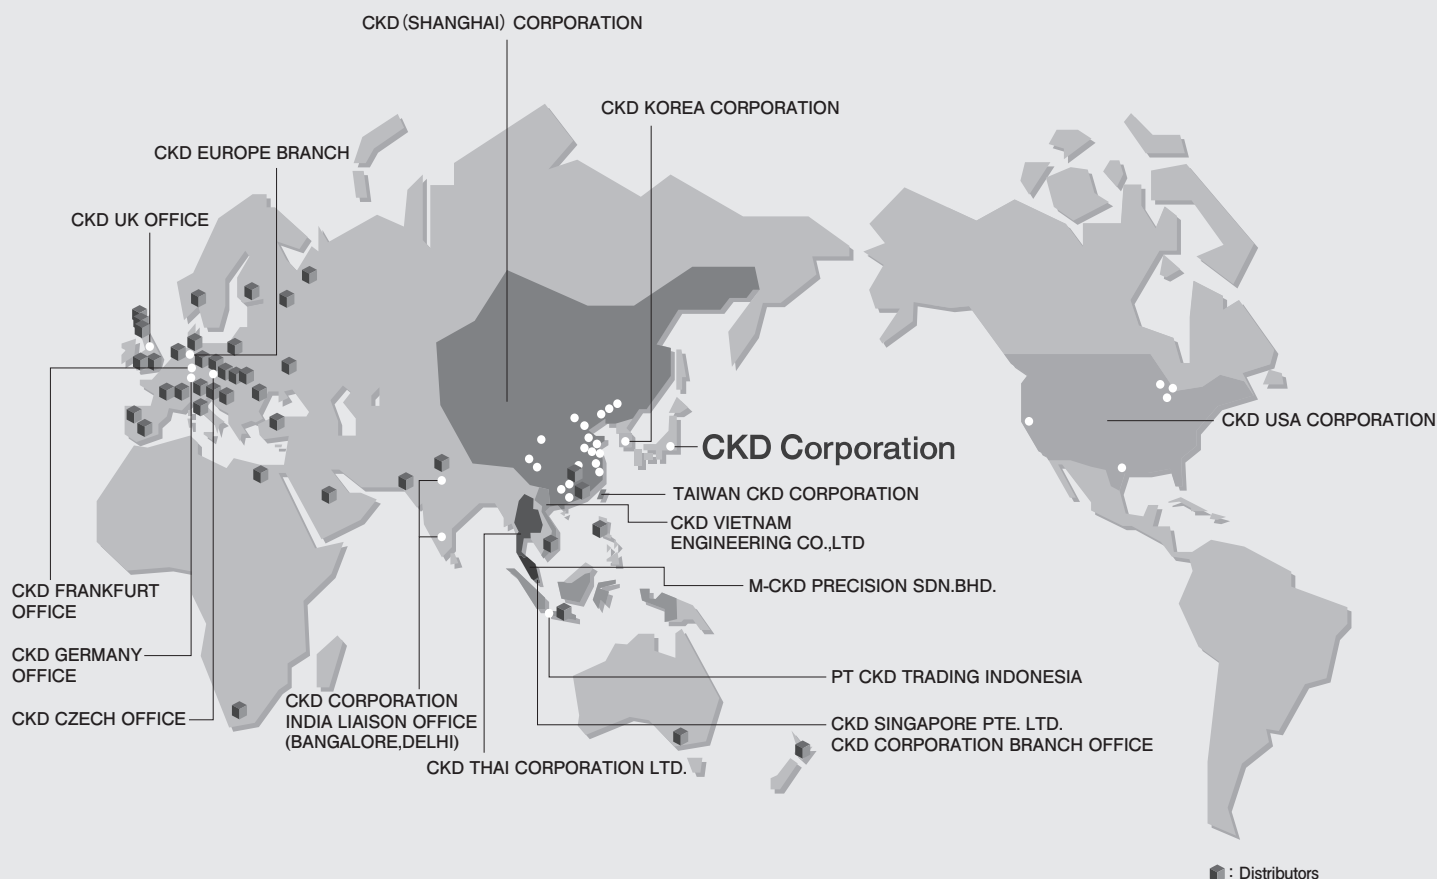 CKD(SHANGHAI) CORPORATION
CKD KOREA CORPORATION
CKD EUROPE BRANCH
CKD UK OFFICE
CKD USA CORPORATION
CKD Corporation
TAIWAN CKD CORPORATION
CKD VIETNAM
ENGINEERING CO.,LTD
M-CKD PRECISION SDN.BHD.
CKD FRANKFURT
OFFICE
CKD GERMANY
OFFICE
CKD CZECH OFFICE
CKD CORPORATION
INDIA LIAISON OFFICE
(BANGALORE,DELHI)
CKD THAI CORPORATION LTD.
PT CKD TRADING INDONESIA
CKD SINGAPORE PTE. LTD.
CKD CORPORATION BRANCH OFFICE
: Distributors